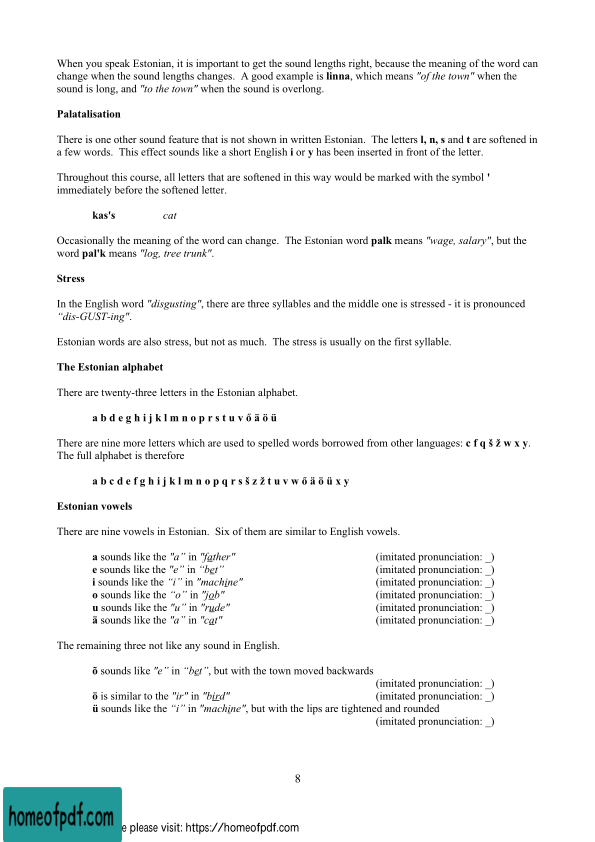 When you speak Estonian, it is important to get the sound lengths right, because the meaning of the word can
change when the sound lengths changes. A good example is linna, which means "of the town" when the
sound is long, and "to the town" when the sound is overlong.
Palatalisation
There is one other sound feature that is not shown in written Estonian. The letters l, n, s and t are softened in
a few words. This effect sounds like a short English i or y has been inserted in front of the letter.
Throughout this course, all letters that are softened in this way would be marked with the symbol '
immediately before the softened letter.
kas's cat
Occasionally the meaning of the word can change. The Estonian word palk means "wage, salary", but the
word pal'k means "log, tree trunk".
Stress
In the English word "disgusting", there are three syllables and the middle one is stressed - it is pronounced
“dis-GUST-ing".
Estonian words are also stress, but not as much. The stress is usually on the first syllable.
The Estonian alphabet
There are twenty-three letters in the Estonian alphabet.
a b d e g h i j k l m n o p r s t u v ő ä ö ü
There are nine more letters which are used to spelled words borrowed from other languages: c f q š ž w x y.
The full alphabet is therefore
a b c d e f g h i j k l m n o p q r s š z ž t u v w ő ä ö ü x y
Estonian vowels
There are nine vowels in Estonian. Six of them are similar to English vowels.
a sounds like the "a” in "father" (imitated pronunciation: _)
e sounds like the "e” in “bet” (imitated pronunciation: _)
i sounds like the “i” in "machine" (imitated pronunciation: _)
o sounds like the “o” in "job" (imitated pronunciation: _)
u sounds like the "u” in "rude" (imitated pronunciation: _)
ä sounds like the "a” in "cat" (imitated pronunciation: _)
The remaining three not like any sound in English.
õ sounds like "e” in “bet”, but with the town moved backwards
(imitated pronunciation: _)
ö is similar to the "ir" in "bird" (imitated pronunciation: _)
ü sounds like the “i” in "machine", but with the lips are tightened and rounded
(imitated pronunciation: _)
8
homeofpdf.com
e please visit: https://homeofpdf.com